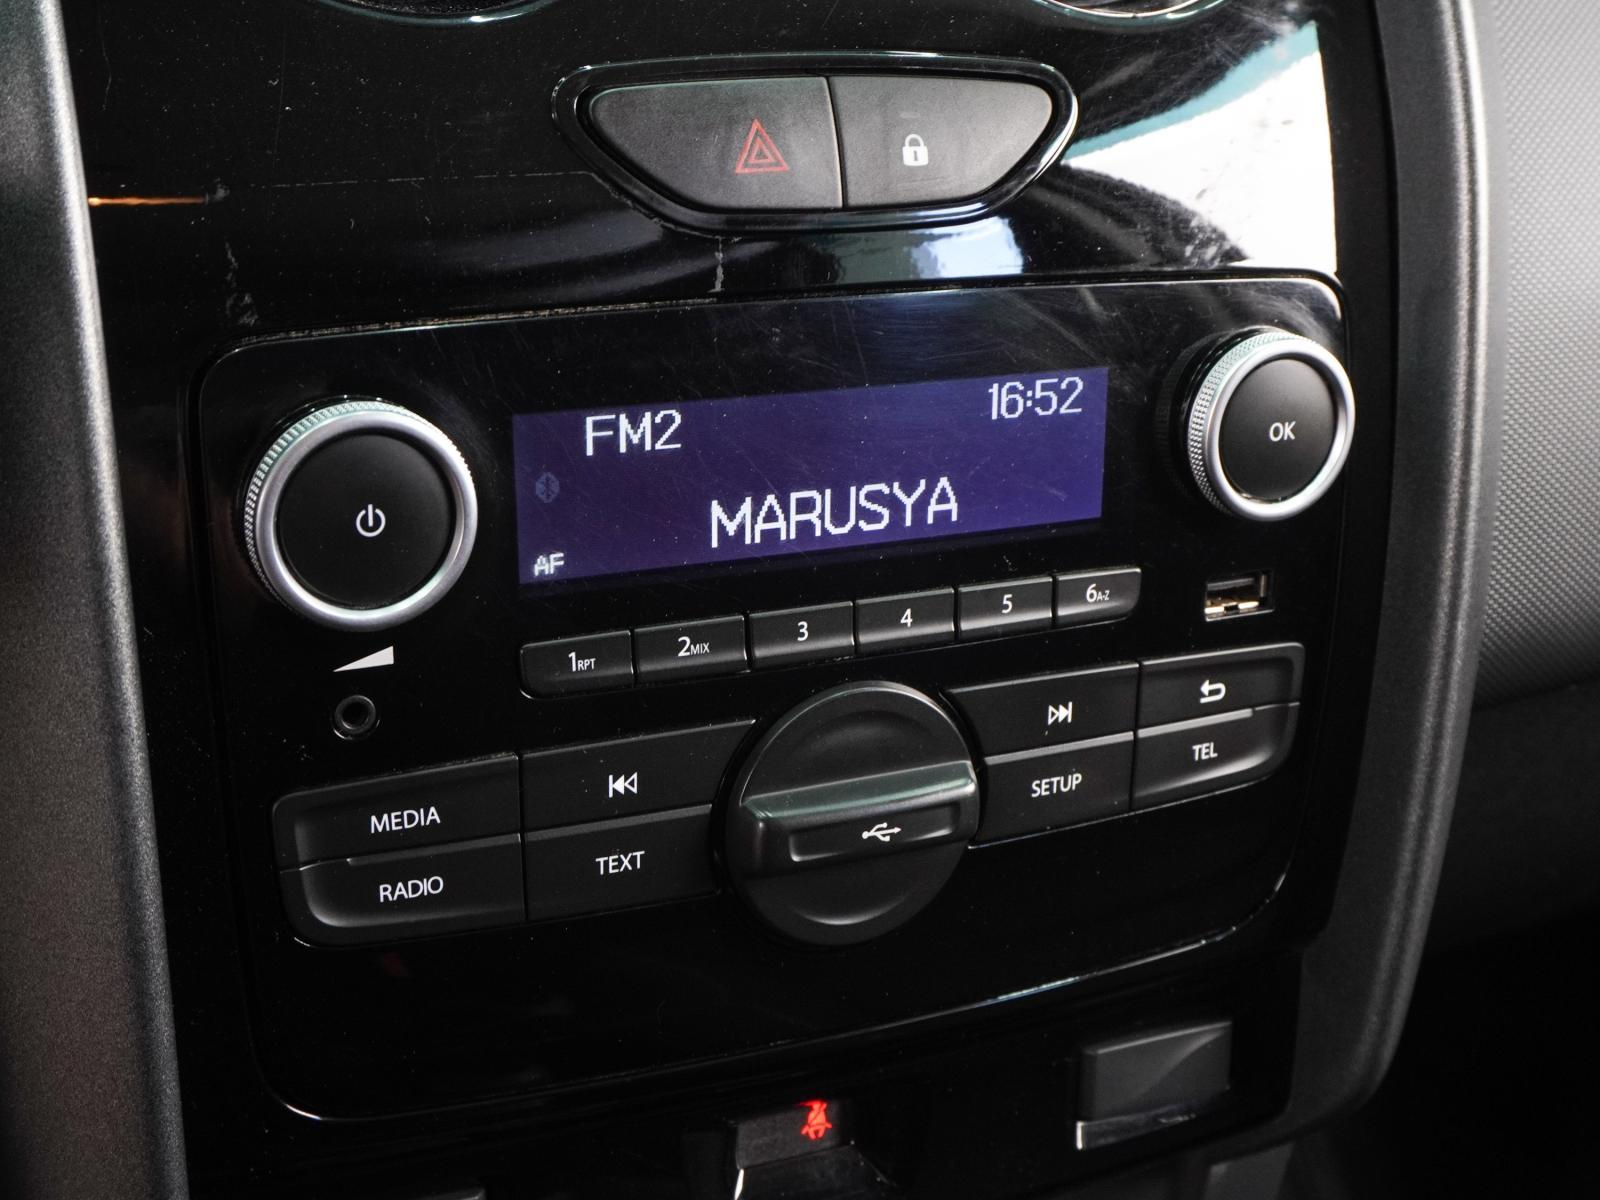 FM2 16:52
MARUSYA
AF
OK
1RPT 2MIX 3 4 5 6A-Z
MEDIA
RADIO
TEXT
SETUP
TEL